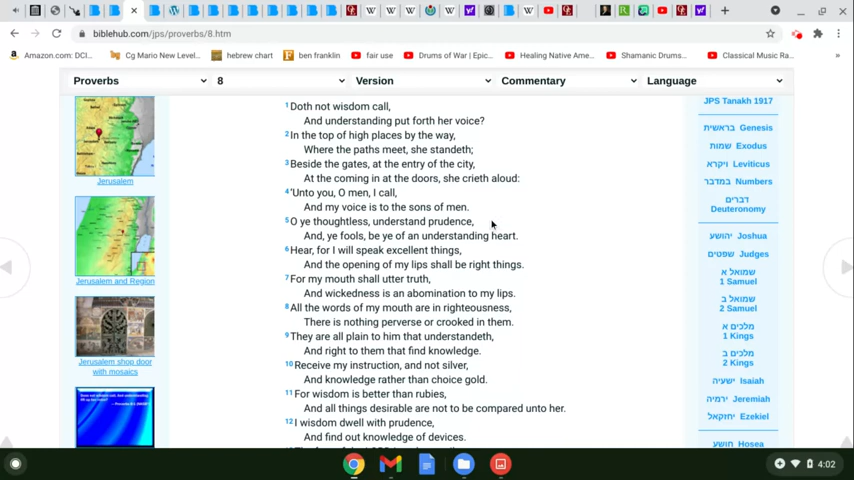 biblehub.com/jps/proverbs/8.htm
Amazon.com: DCI... Cg Mario New Level... hebrew chart ben franklin fair use Drums of War | Epic... Healing Native Ame... Shamanic Drums... Classical Music Ra... »
Proverbs 8 Version Commentary Language
1 Doth not wisdom call,
And understanding put forth her voice?
2 In the top of high places by the way,
Where the paths meet, she standeth;
3 Beside the gates, at the entry of the city,
At the coming in at the doors, she crieth aloud:
4 'Unto you, O men, I call,
And my voice is to the sons of men.
5 O ye thoughtless, understand prudence,
And, ye fools, be ye of an understanding heart.
6 Hear, for I will speak excellent things,
And the opening of my lips shall be right things.
7 For my mouth shall utter truth,
And wickedness is an abomination to my lips.
8 All the words of my mouth are in righteousness,
There is nothing perverse or crooked in them.
9 They are all plain to him that understandeth,
And right to them that find knowledge.
10 Receive my instruction, and not silver,
And knowledge rather than choice gold.
11 For wisdom is better than rubies,
And all things desirable are not to be compared unto her.
12 I wisdom dwell with prudence,
And find out knowledge of devices.
Jerusalem
Jerusalem and Region
Jerusalem shop door
with mosaics
JPS Tanakh 1917
Genesis בראשית
Exodus שמות
Leviticus ויקרא
Numbers במדבר
דברים
Deuteronomy
Joshua יהושע
Judges שפטים
שמואל א
1 Samuel
שמואל ב
2 Samuel
מלכים א
1 Kings
מלכים ב
2 Kings
Isaiah ישעיה
Jeremiah ירמיה
Ezekiel יחזקאל
Hosea הושע
4:02